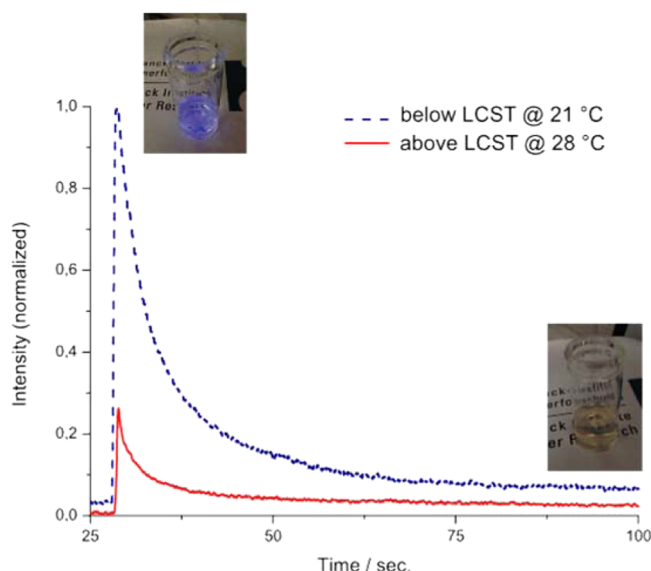 below LCST @ 21 °C
above LCST @ 28 °C
1,0
0,8
0,6
0,4
0,2
0,0
25
50
75
100
Intensity (normalized)
Time / sec.